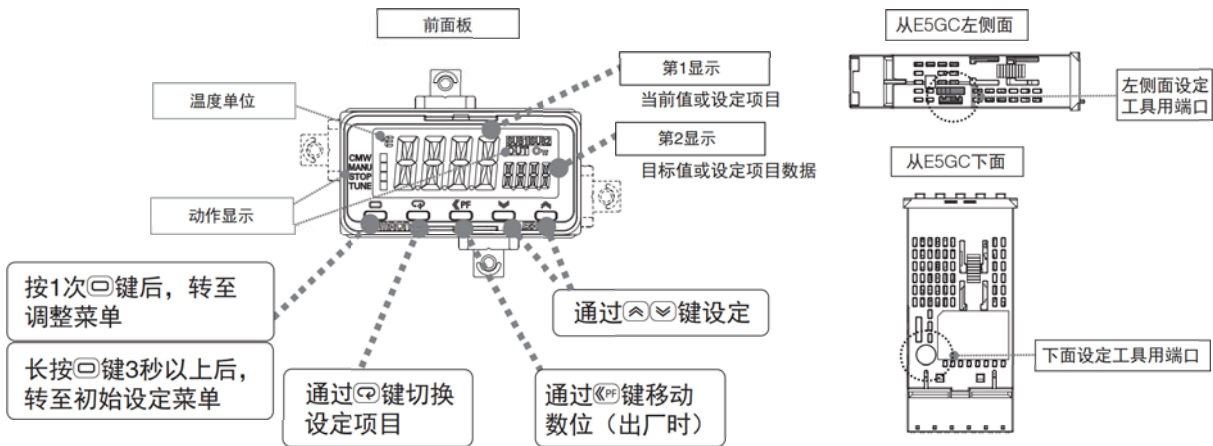 前面板
从E5GC左侧面
温度单位
第1显示
当前值或设定项目
左侧面设定
工具用端口
SUB1SUB2
OUT
CMW
MANU
STOP
TUNE
第2显示
目标值或设定项目数据
从E5GC下面
动作显示
PF
按1次键后，转至
调整菜单
通过键设定
长按键3秒以上后，
转至初始设定菜单
通过键切换
设定项目
通过PF键移动
数位（出厂时）
下面设定工具用端口